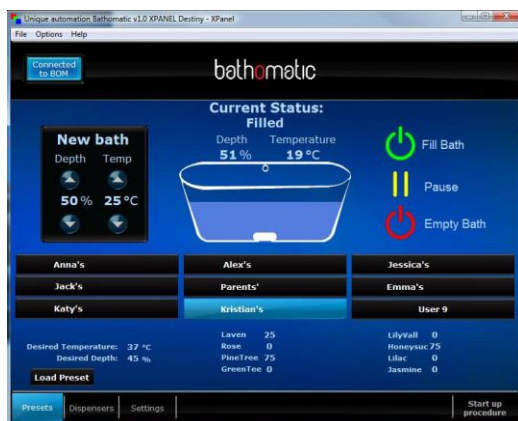 Unique automation Bathomatic v1.0 XPANEL Destiny - XPanel
File Options Help
Connected
to BOM
bathomatic
Current Status:
Filled
New bath
Depth Temp
50 % 25 °C
Depth Temperature
51 % 19 °C
Fill Bath
Pause
Empty Bath
Anna's Alex's Jessica's
Jack's Parents' Emma's
Katy's Kristian's User 9
Desired Temperature: 37 °C
Desired Depth: 45 %
Load Preset
Laven 25
Rose 0
PineTree 75
GreenTee 0
LilyVall 0
Honeysuc 75
Lilac 0
Jasmine 0
Presets Dispensers Settings
Start up
procedure